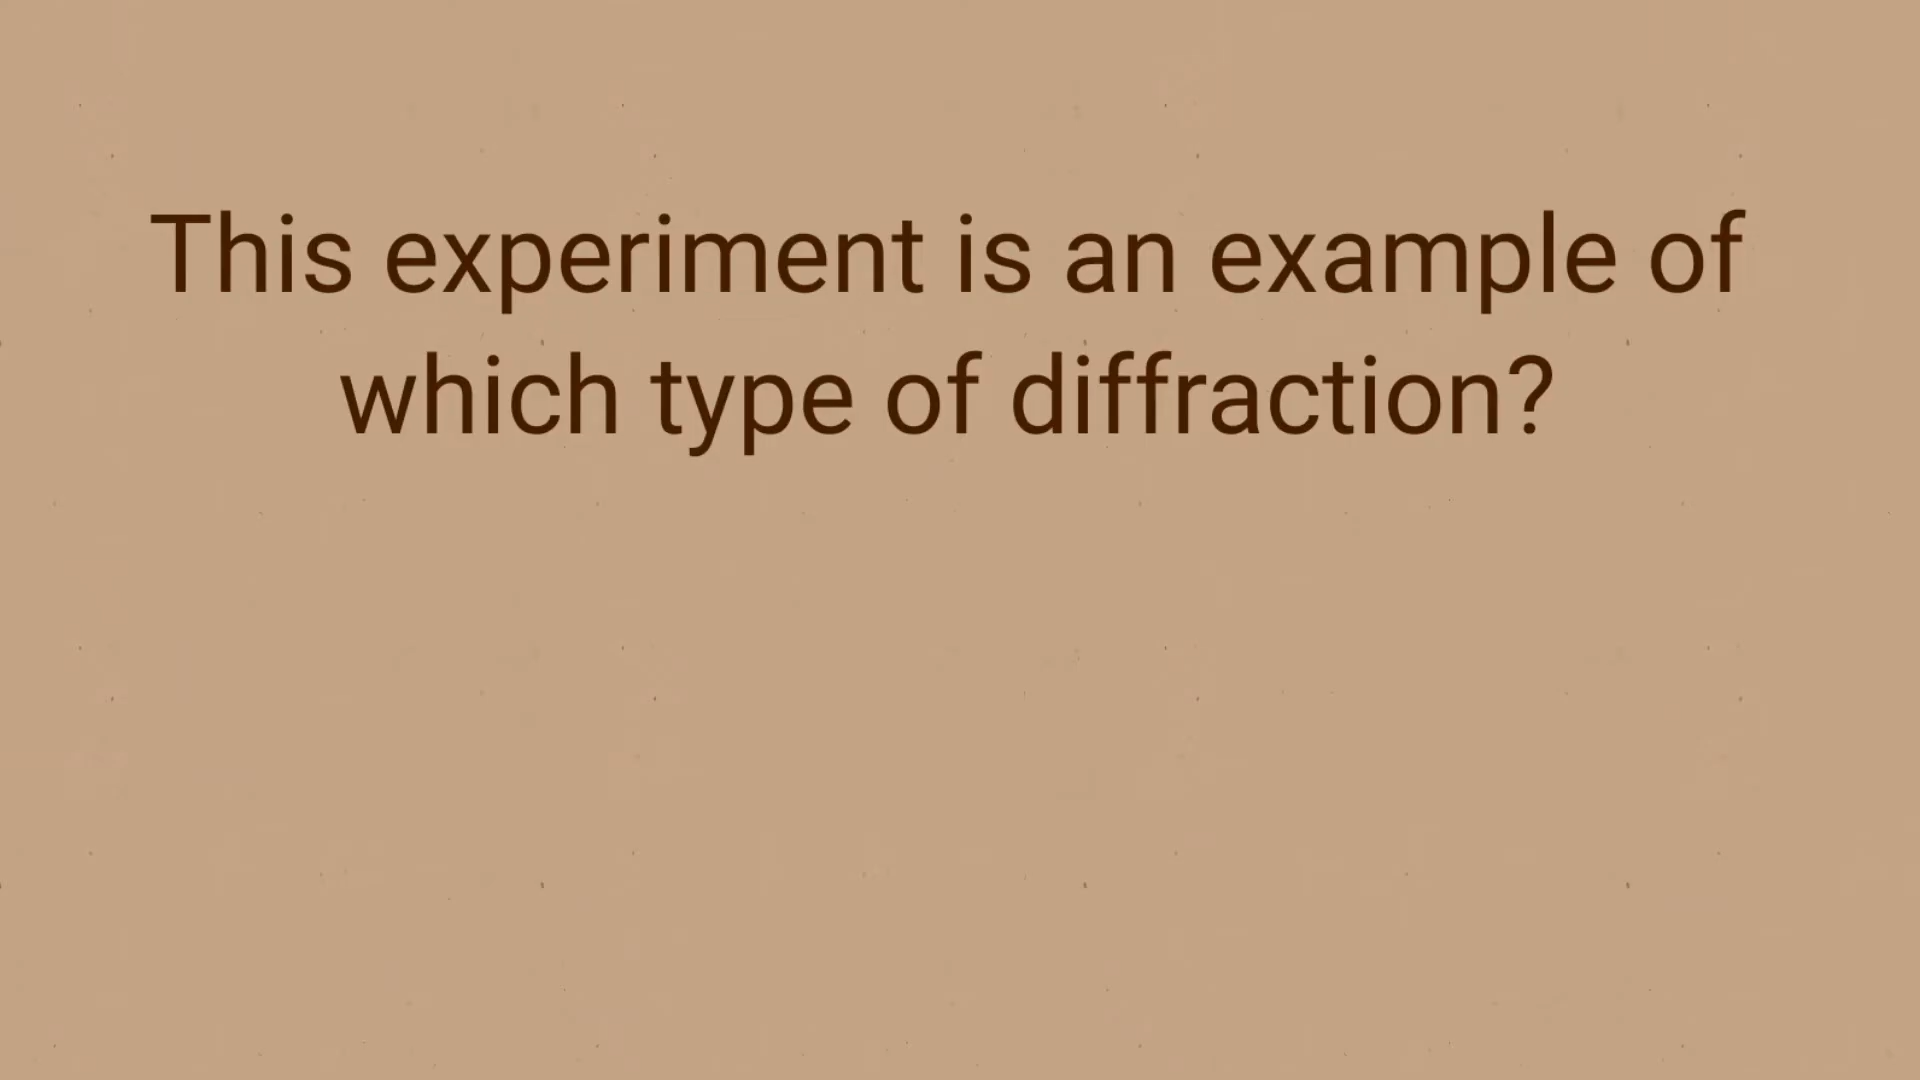 This experiment is an example of
which type of diffraction?